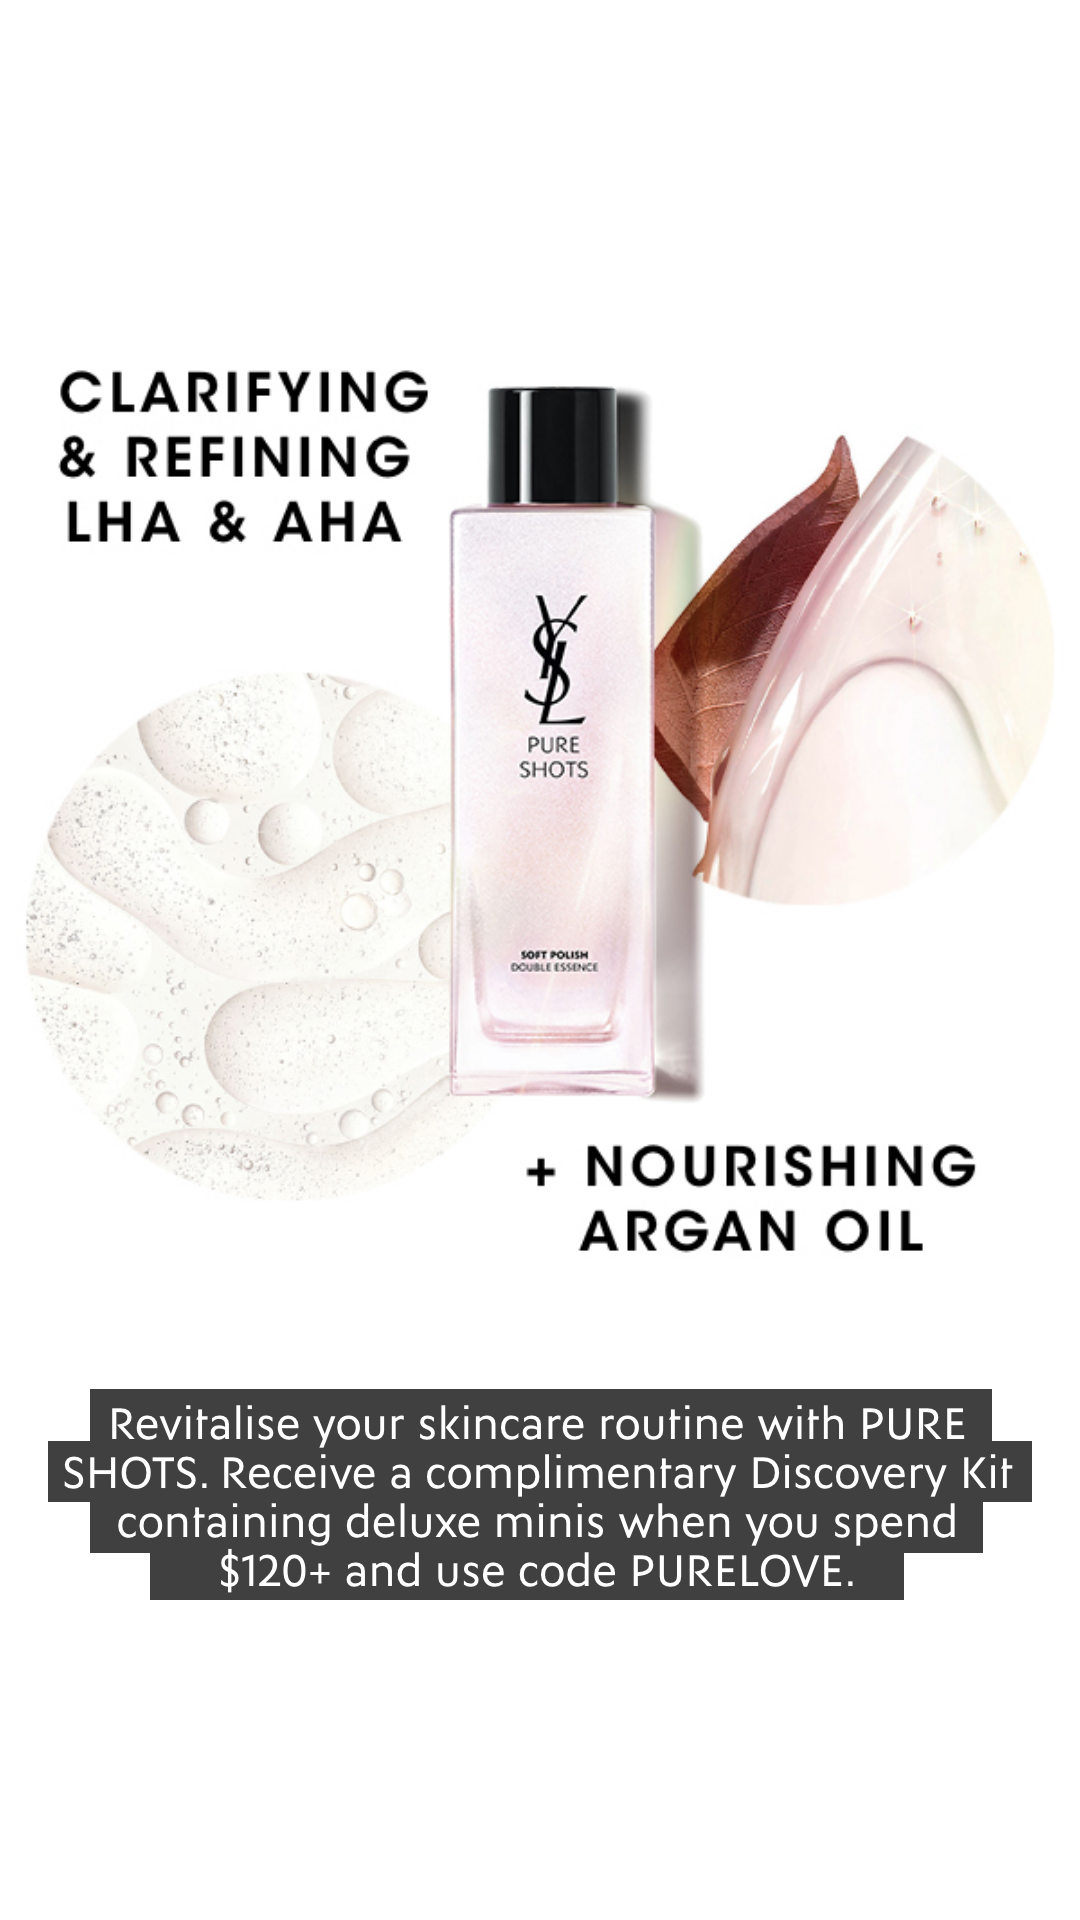 CLARIFYING
& REFINING
LHA & AHA
YSL
PURE
SHOTS
SOFT POLISH
DOUBLE ESSENCE
+ NOURISHING
ARGAN OIL
Revitalise your skincare routine with PURE
SHOTS. Receive a complimentary Discovery Kit
containing deluxe minis when you spend
$120+ and use code PURELOVE.